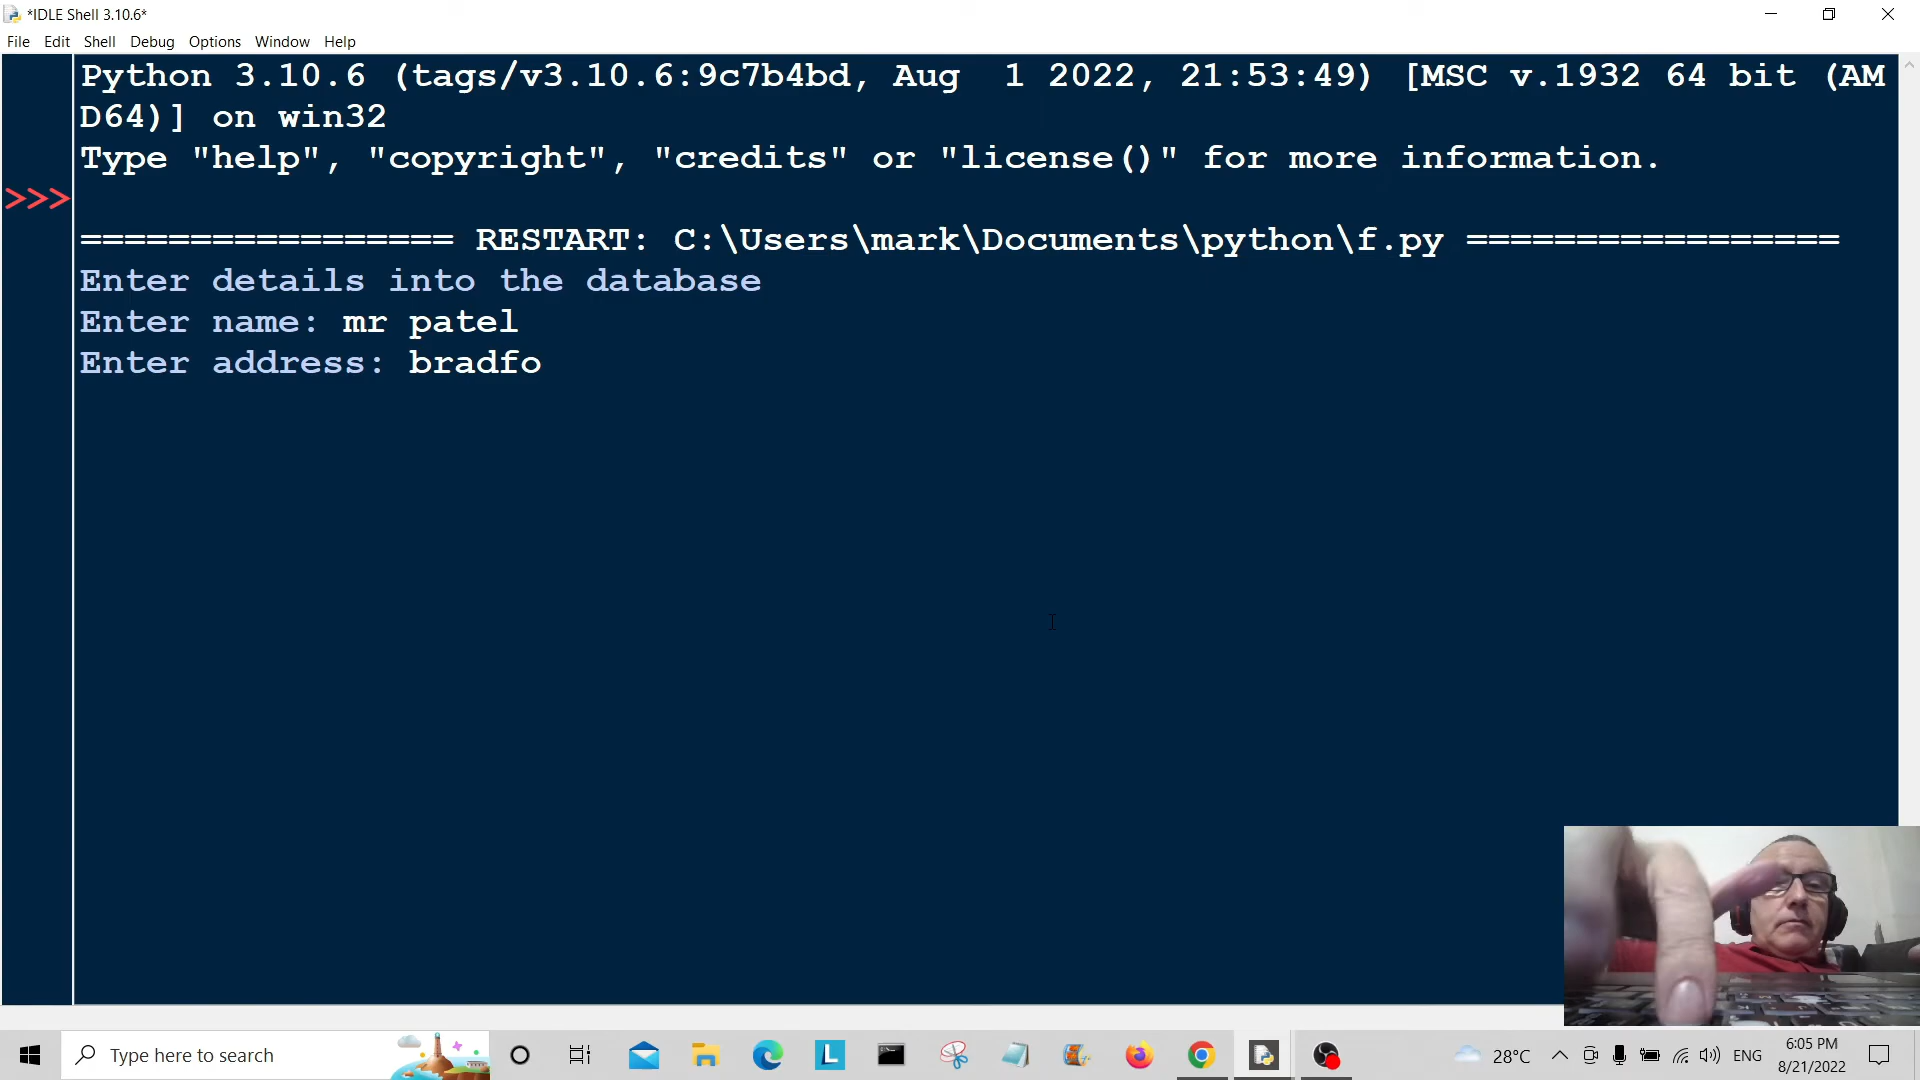 *IDLE Shell 3.10.6*
File Edit Shell Debug Options Window Help
Python 3.10.6 (tags/v3.10.6:9c7b4bd, Aug  1 2022, 21:53:49) [MSC v.1932 64 bit (AM
D64)] on win32
Type "help", "copyright", "credits" or "license()" for more information.
>>>
================= RESTART: C:\Users\mark\Documents\python\f.py =================
Enter details into the database
Enter name: mr patel
Enter address: bradfo
Type here to search
L
28°C
ENG
6:05 PM
8/21/2022